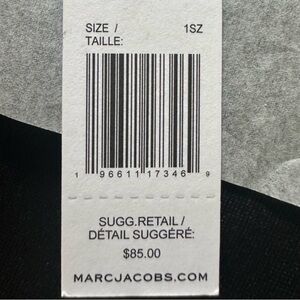 SIZE / 1SZ
TAILLE:
1 96611 17346 9
SUGG.RETAIL /
DÉTAIL SUGGÉRÉ:
$85.00
MARCJACOBS.COM